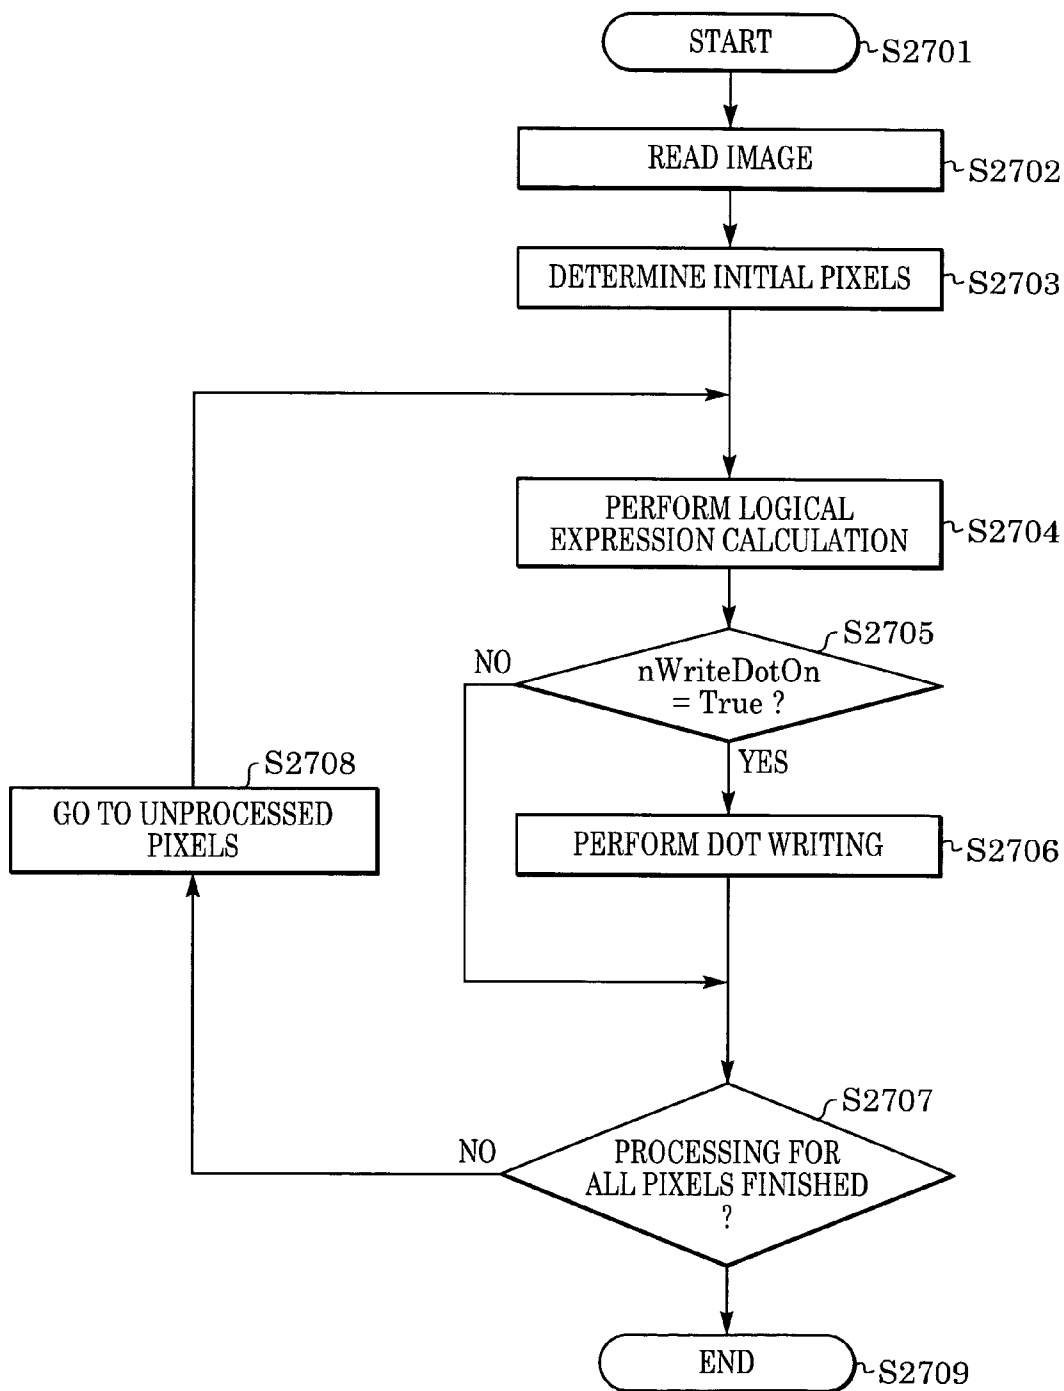 START
S2701
READ IMAGE
S2702
DETERMINE INITIAL PIXELS
S2703
PERFORM LOGICAL
EXPRESSION CALCULATION
S2704
S2705
NO
nWriteDotOn
= True ?
YES
S2708
GO TO UNPROCESSED
PIXELS
PERFORM DOT WRITING
S2706
S2707
NO
PROCESSING FOR
ALL PIXELS FINISHED
?
END
S2709